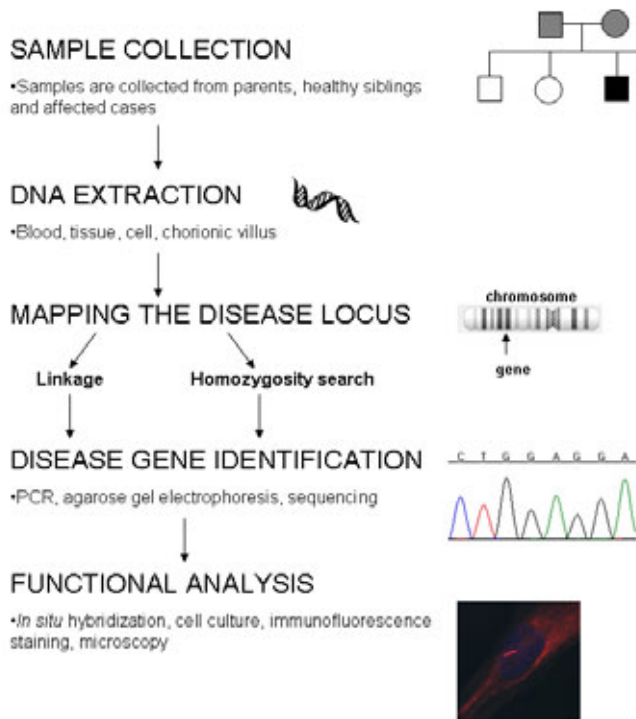 SAMPLE COLLECTION
•Samples are collected from parents, healthy siblings
and affected cases
DNA EXTRACTION
•Blood, tissue, cell, chorionic villus
MAPPING THE DISEASE LOCUS
chromosome
gene
Linkage
Homozygosity search
DISEASE GENE IDENTIFICATION
•PCR, agarose gel electrophoresis, sequencing
C T G G A G G A
FUNCTIONAL ANALYSIS
•In situ hybridization, cell culture, immunofluorescence
staining, microscopy